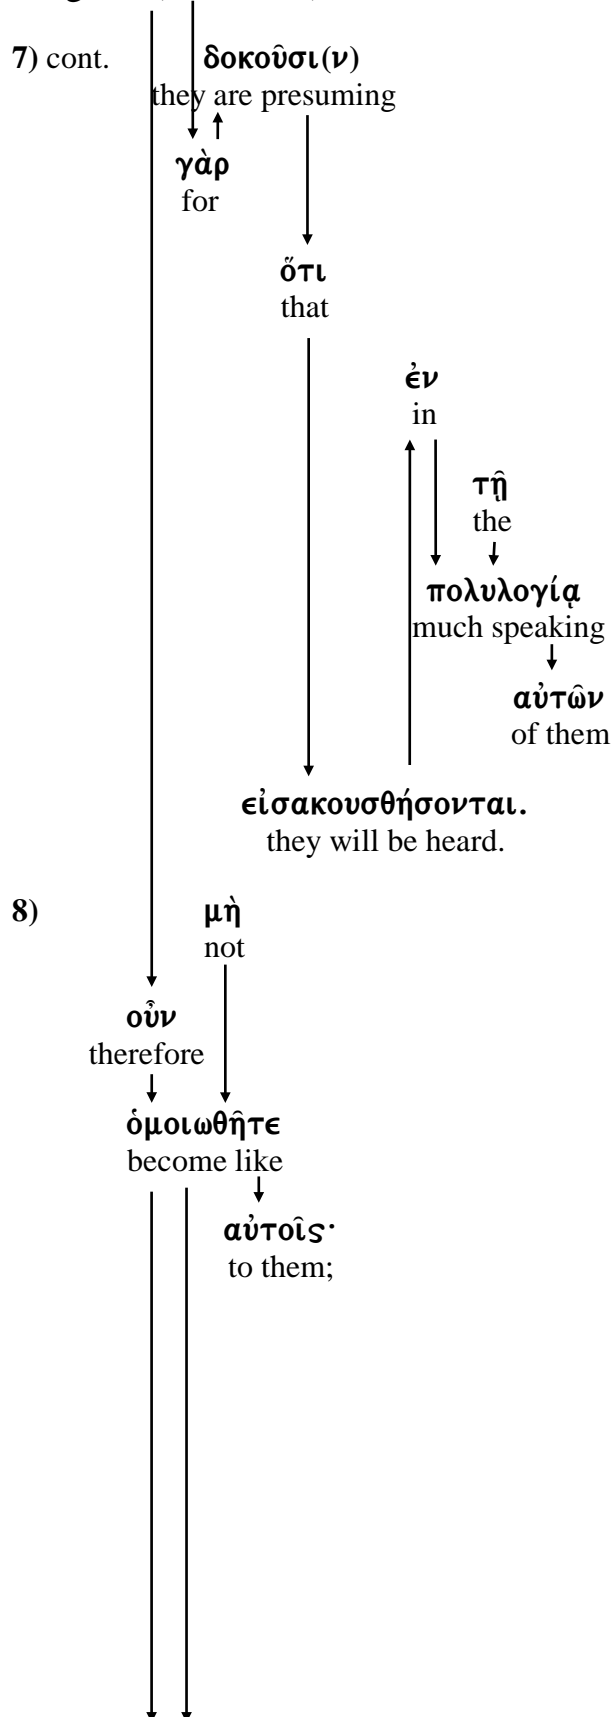 7) cont. δοκοῦσι(ν)
they are presuming
γὰρ
for
ὅτι
that
ἐν
in
τῇ
the
πολυλογίᾳ
much speaking
αὐτῶν
of them
εἰσακουσθήσονται.
they will be heard.
8) μὴ
not
οὖν
therefore
ὁμοιωθῆτε
become like
αὐτοῖς·
to them;